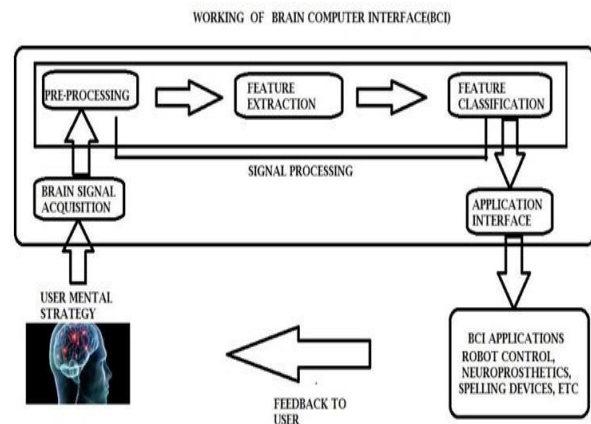 WORKING OF BRAIN COMPUTER INTERFACE(BCI)
PRE-PROCESSING
FEATURE
EXTRACTION
FEATURE
CLASSIFICATION
SIGNAL PROCESSING
BRAIN SIGNAL
ACQUISITION
APPLICATION
INTERFACE
USER MENTAL
STRATEGY
BCI APPLICATIONS
ROBOT CONTROL,
NEUROPROSTHETICS,
SPELLING DEVICES, ETC
FEEDBACK TO
USER